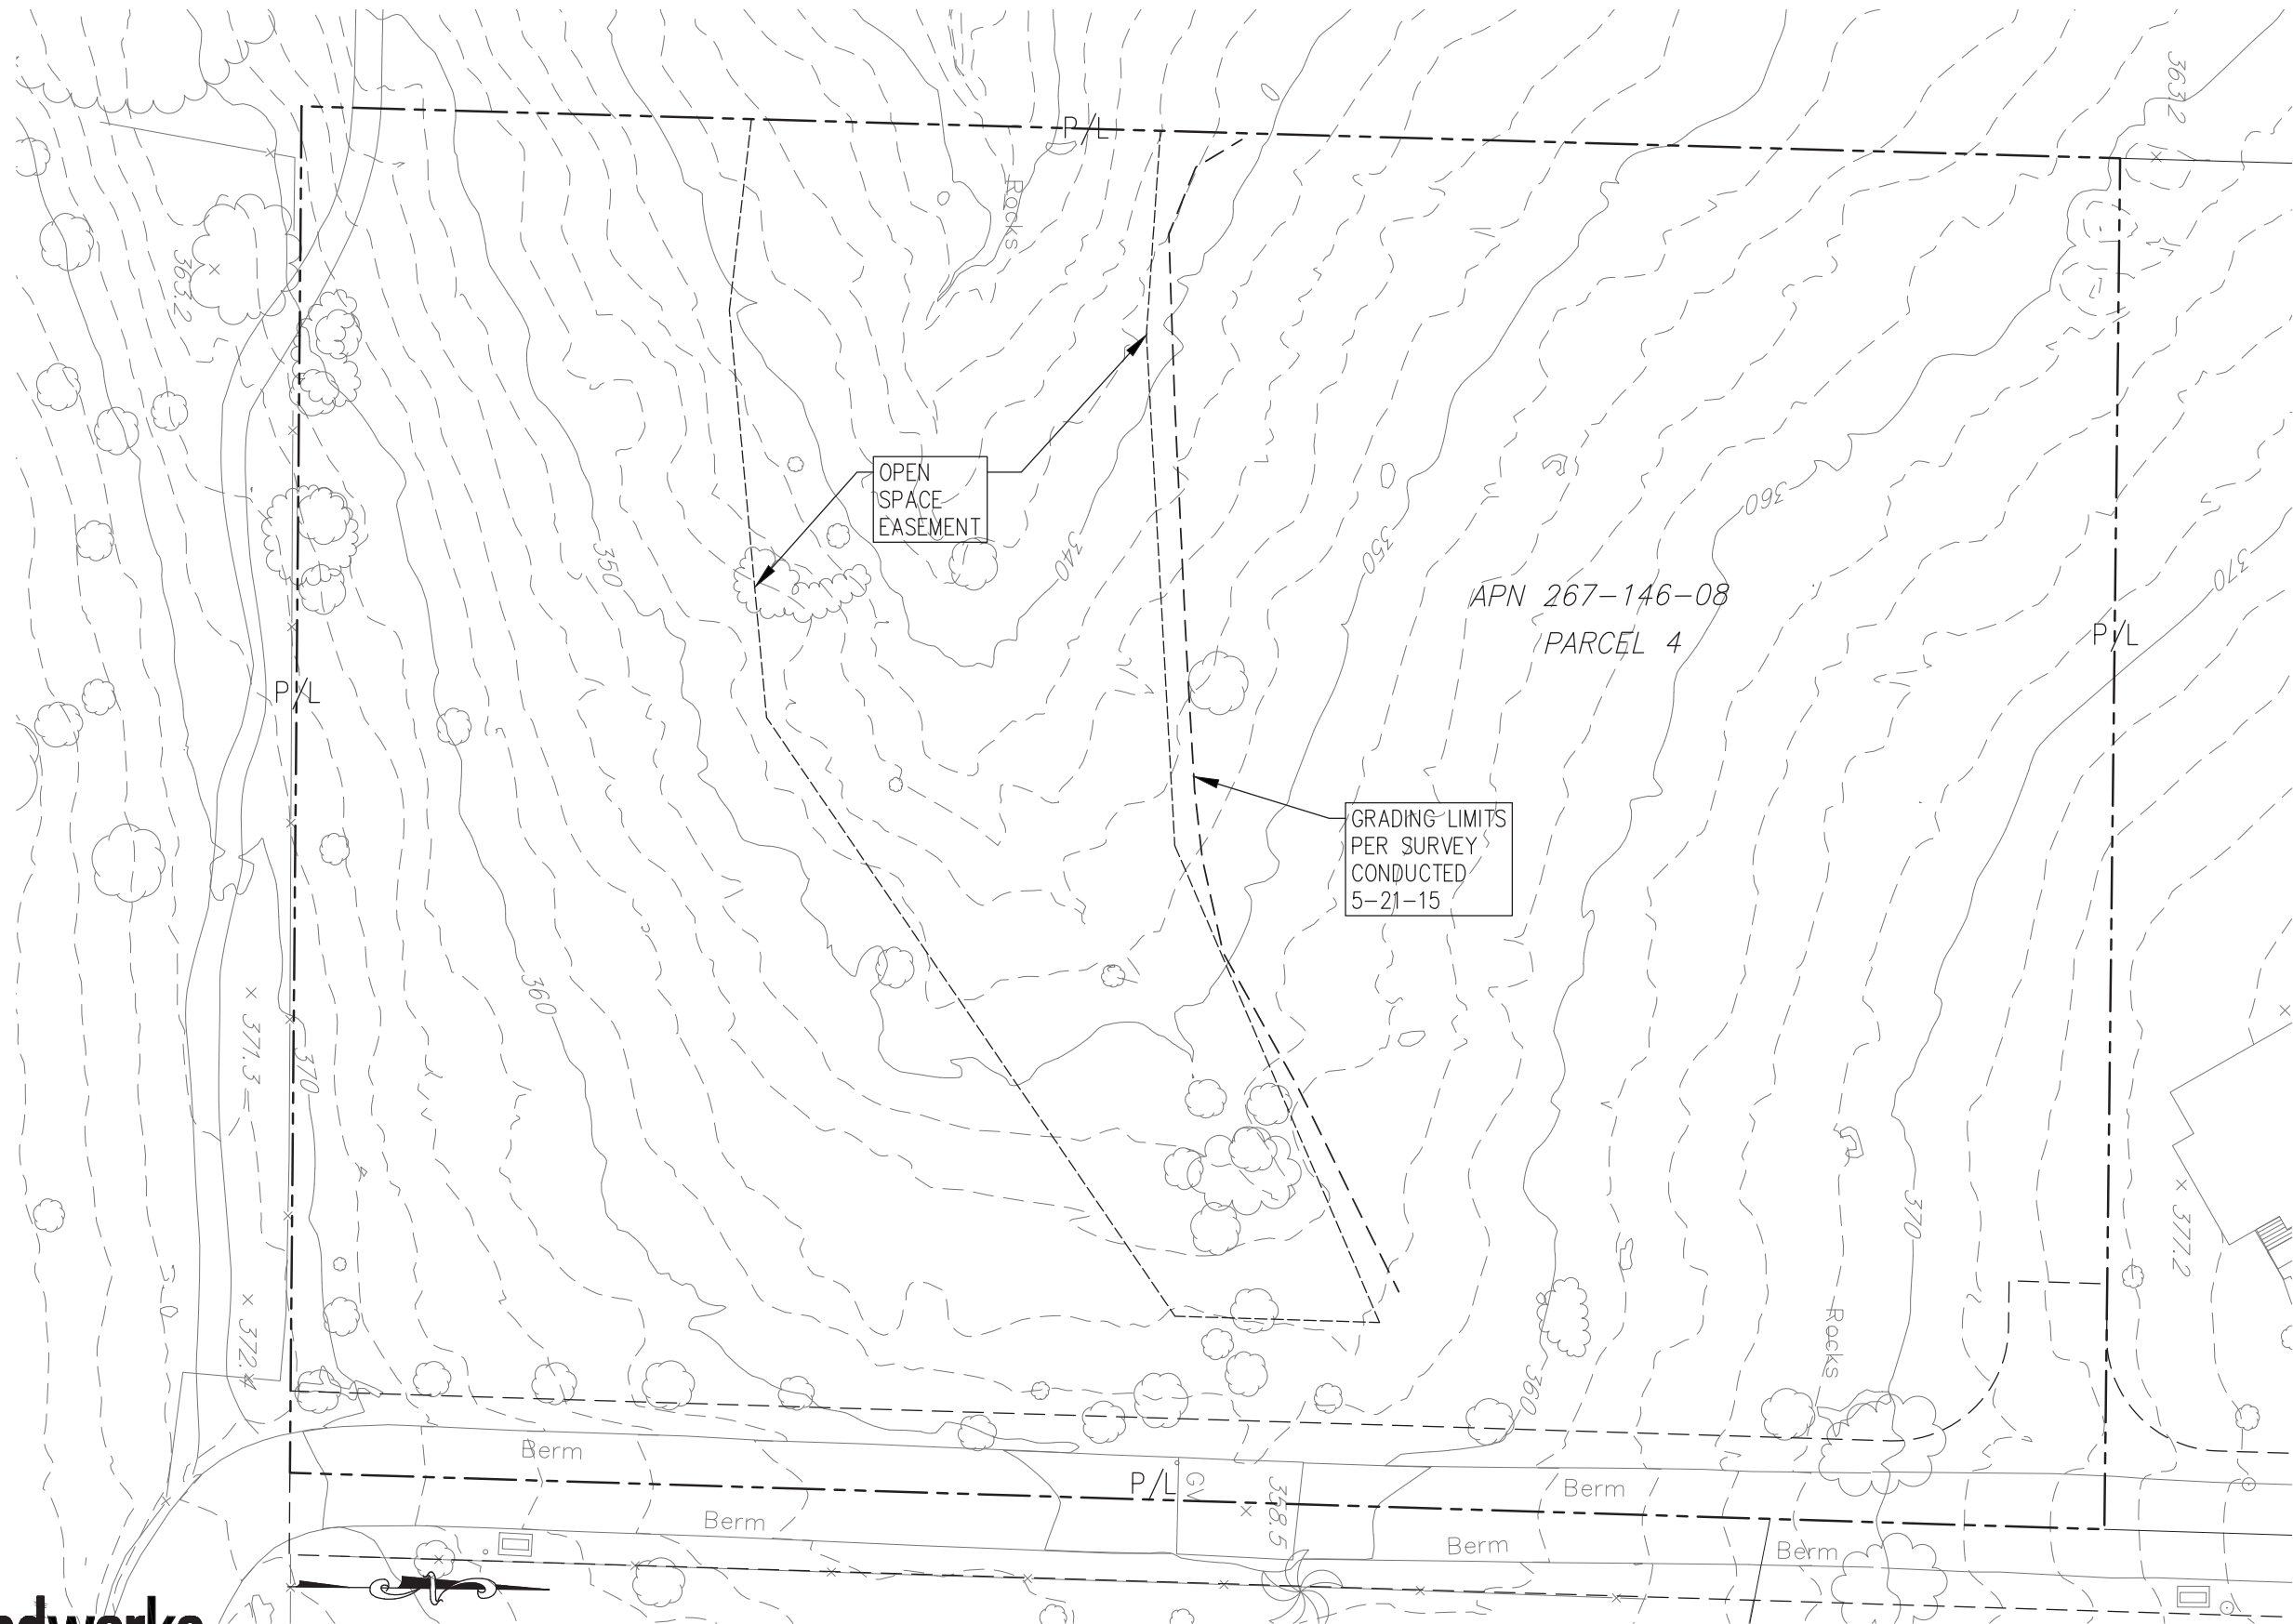 363.2
P/L
Rocks
363.2
OPEN
SPACE
EASEMENT
360
350
350
340
370
APN 267-146-08
PARCEL 4
P/L
P/L
GRADING LIMITS
PER SURVEY
CONDUCTED
5-21-15
360
371.3
370
370
377.2
372.4
Rocks
360
Berm
P/L
GV
358.5
Berm
Berm
Berm
Berm